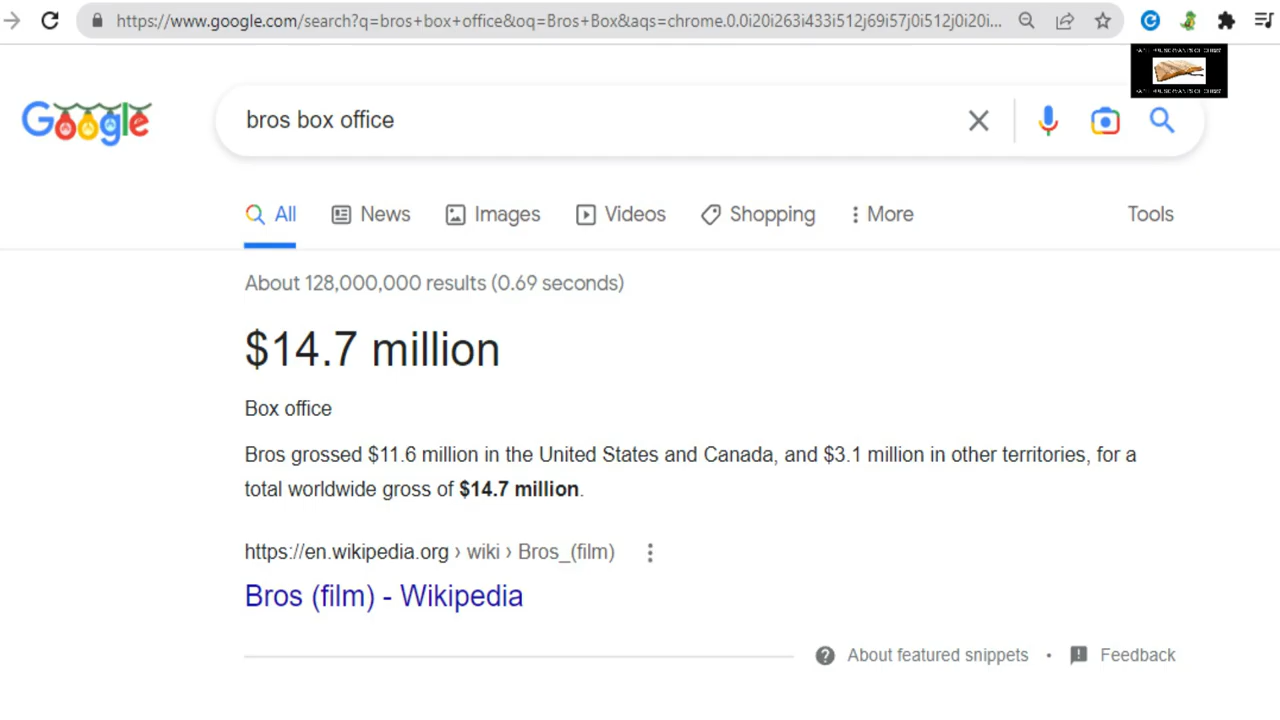 https://www.google.com/search?q=bros+box+office&oq=Bros+Box&aqs=chrome.0.0i20i263i433i512j69i57j0i512j0i20i...
Google
bros box office
All News Images Videos Shopping More Tools
About 128,000,000 results (0.69 seconds)
$14.7 million
Box office
Bros grossed $11.6 million in the United States and Canada, and $3.1 million in other territories, for a
total worldwide gross of $14.7 million.
https://en.wikipedia.org › wiki › Bros_(film)
Bros (film) - Wikipedia
About featured snippets • Feedback